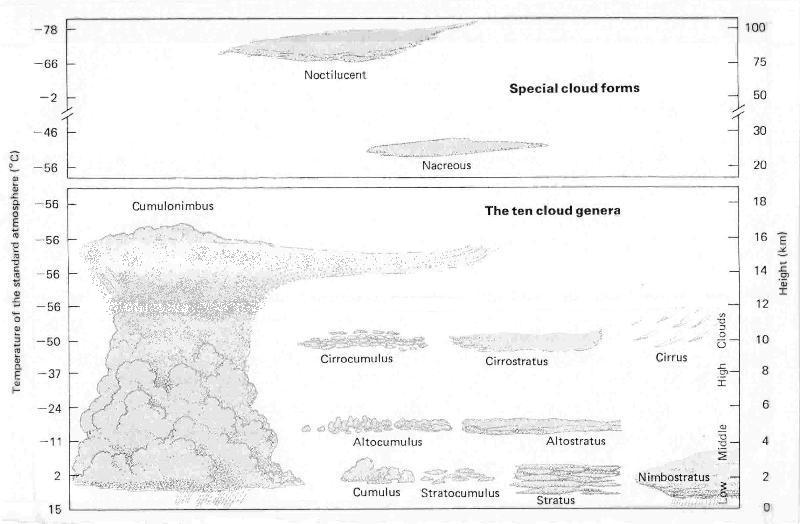 −78
−66
−2
−46
−56
Noctilucent
Special cloud forms
Nacreous
100
75
50
30
20
Temperature of the standard atmosphere (°C)
−56
−56
−56
−56
−50
−37
−24
−11
2
15
Cumulonimbus
The ten cloud genera
Cirrocumulus
Cirrostratus
Cirrus
Altocumulus
Altostratus
Cumulus
Stratocumulus
Stratus
Nimbostratus
High Clouds
Middle
Low
18
16
14
12
10
8
6
4
2
0
Height (km)